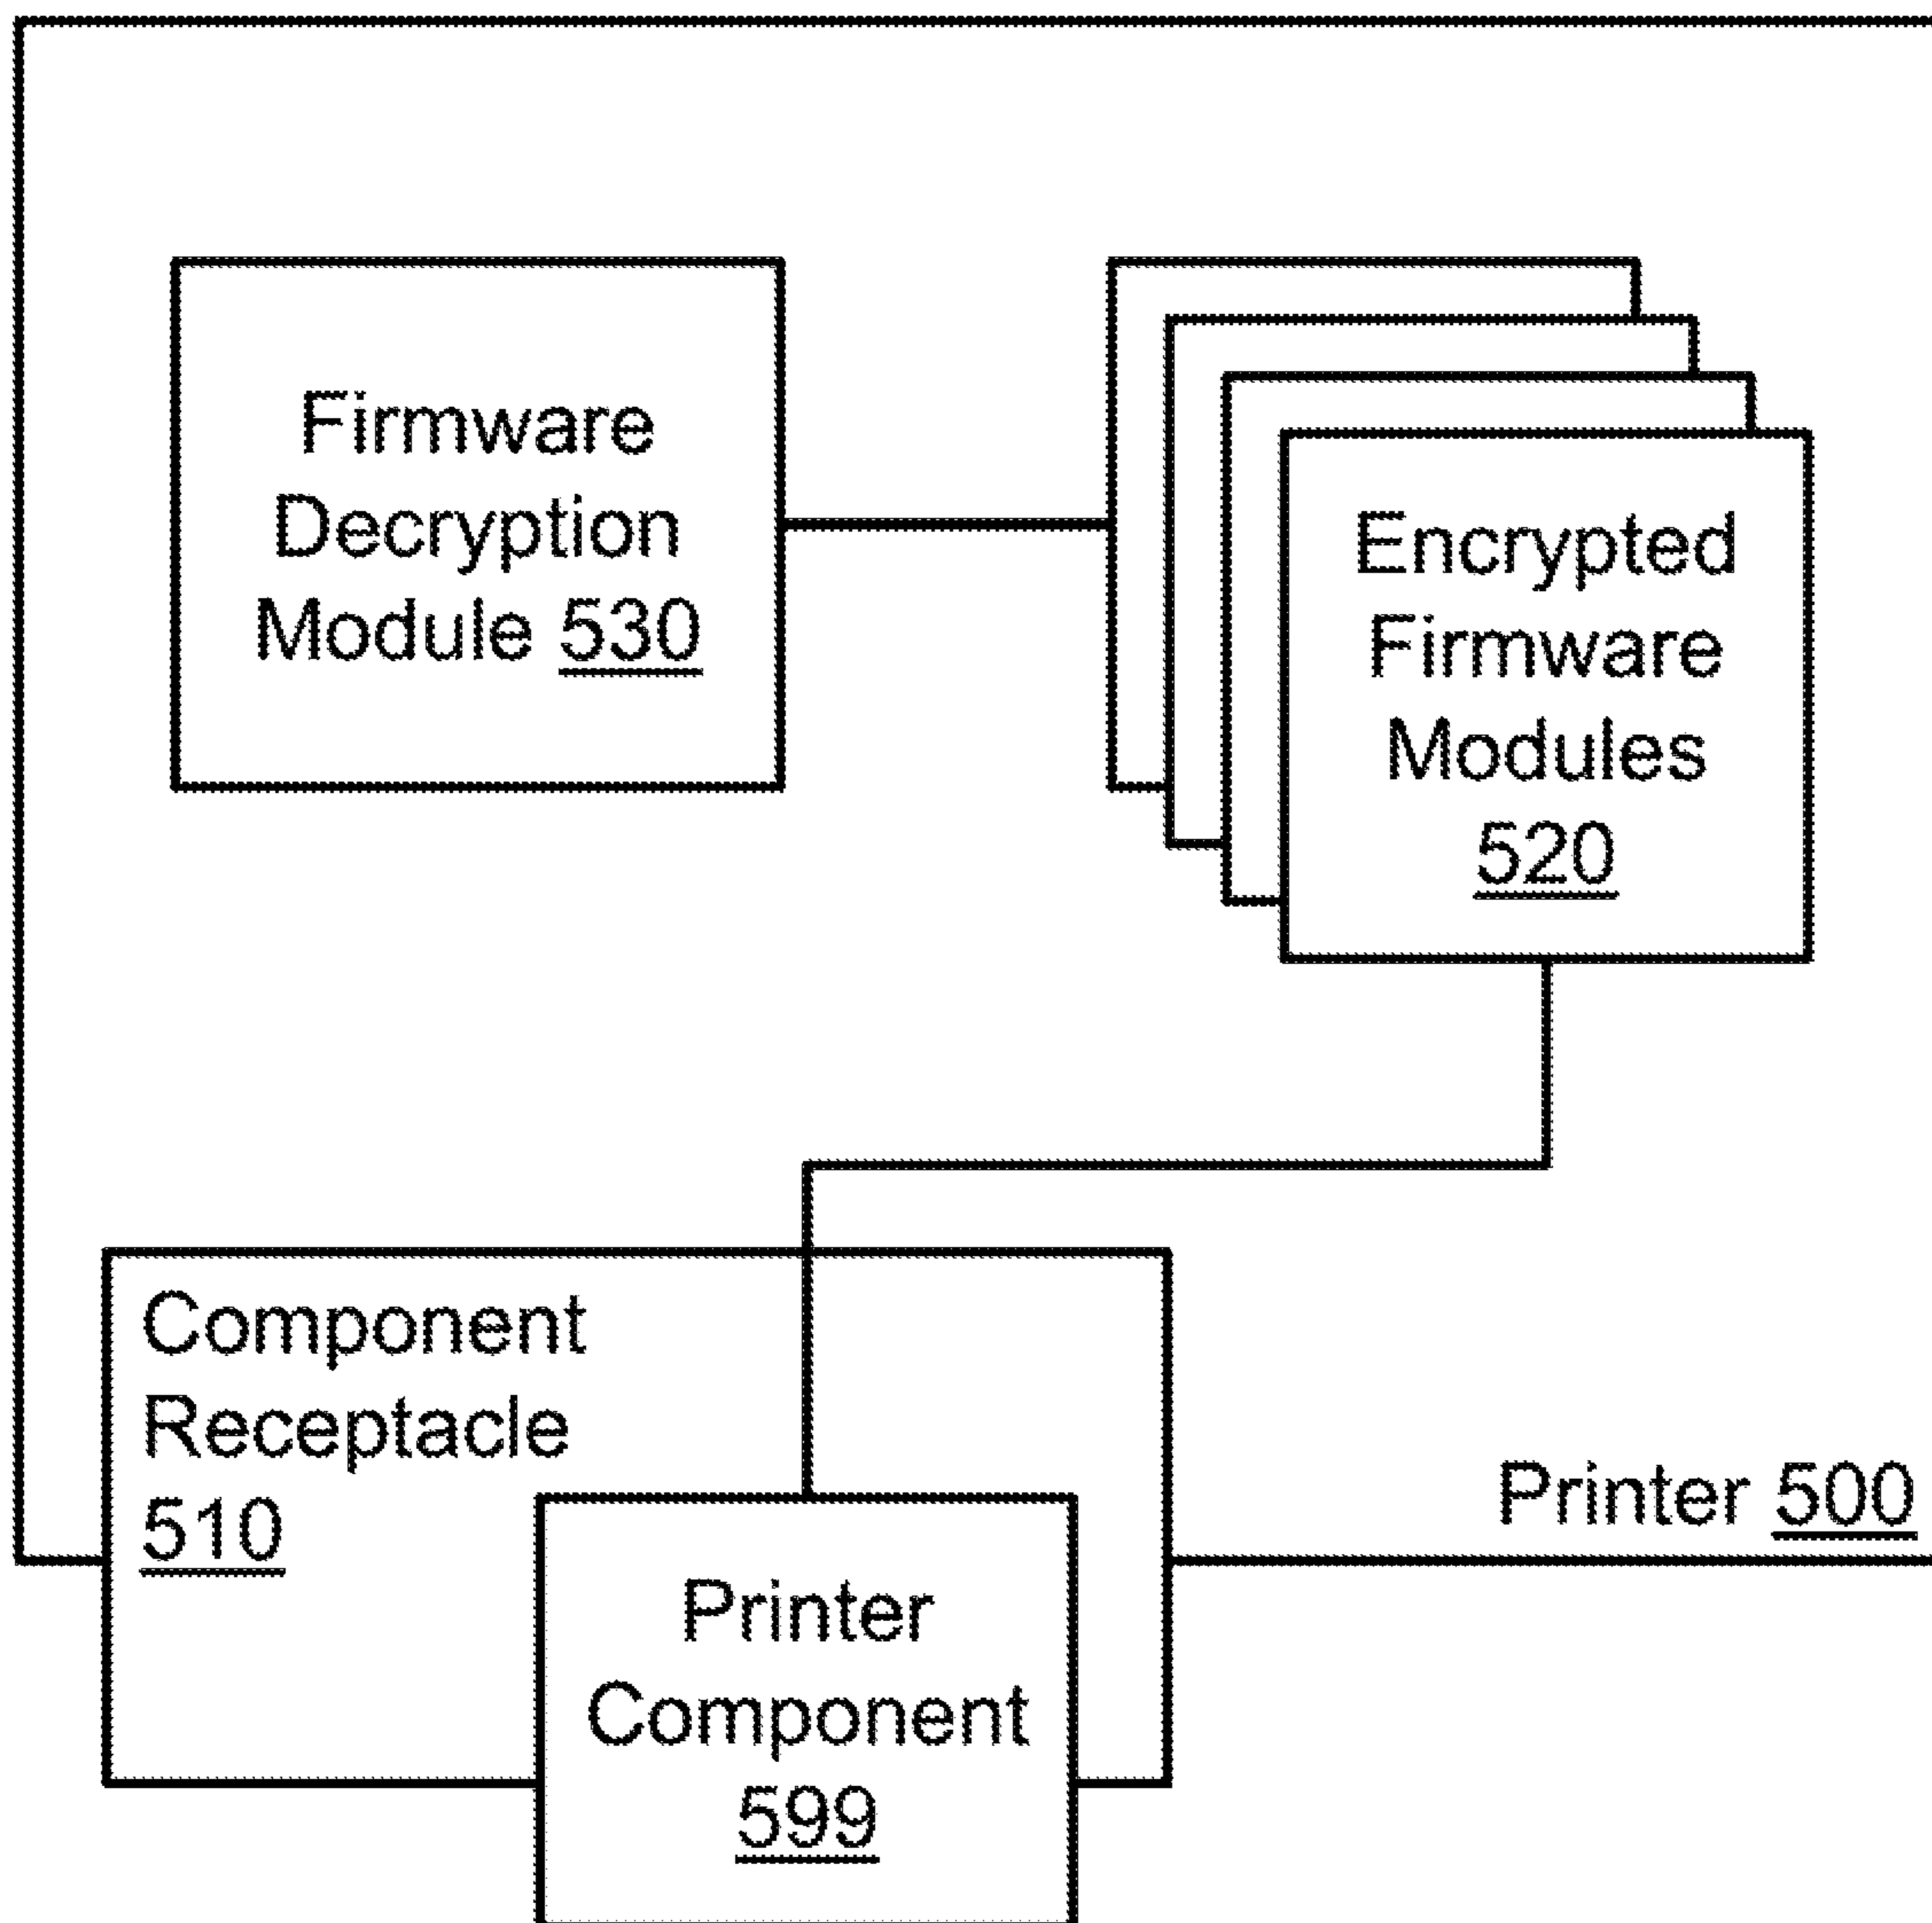 Firmware
Decryption
Module 530
Encrypted
Firmware
Modules
520
Component
Receptacle
510
Printer 500
Printer
Component
599